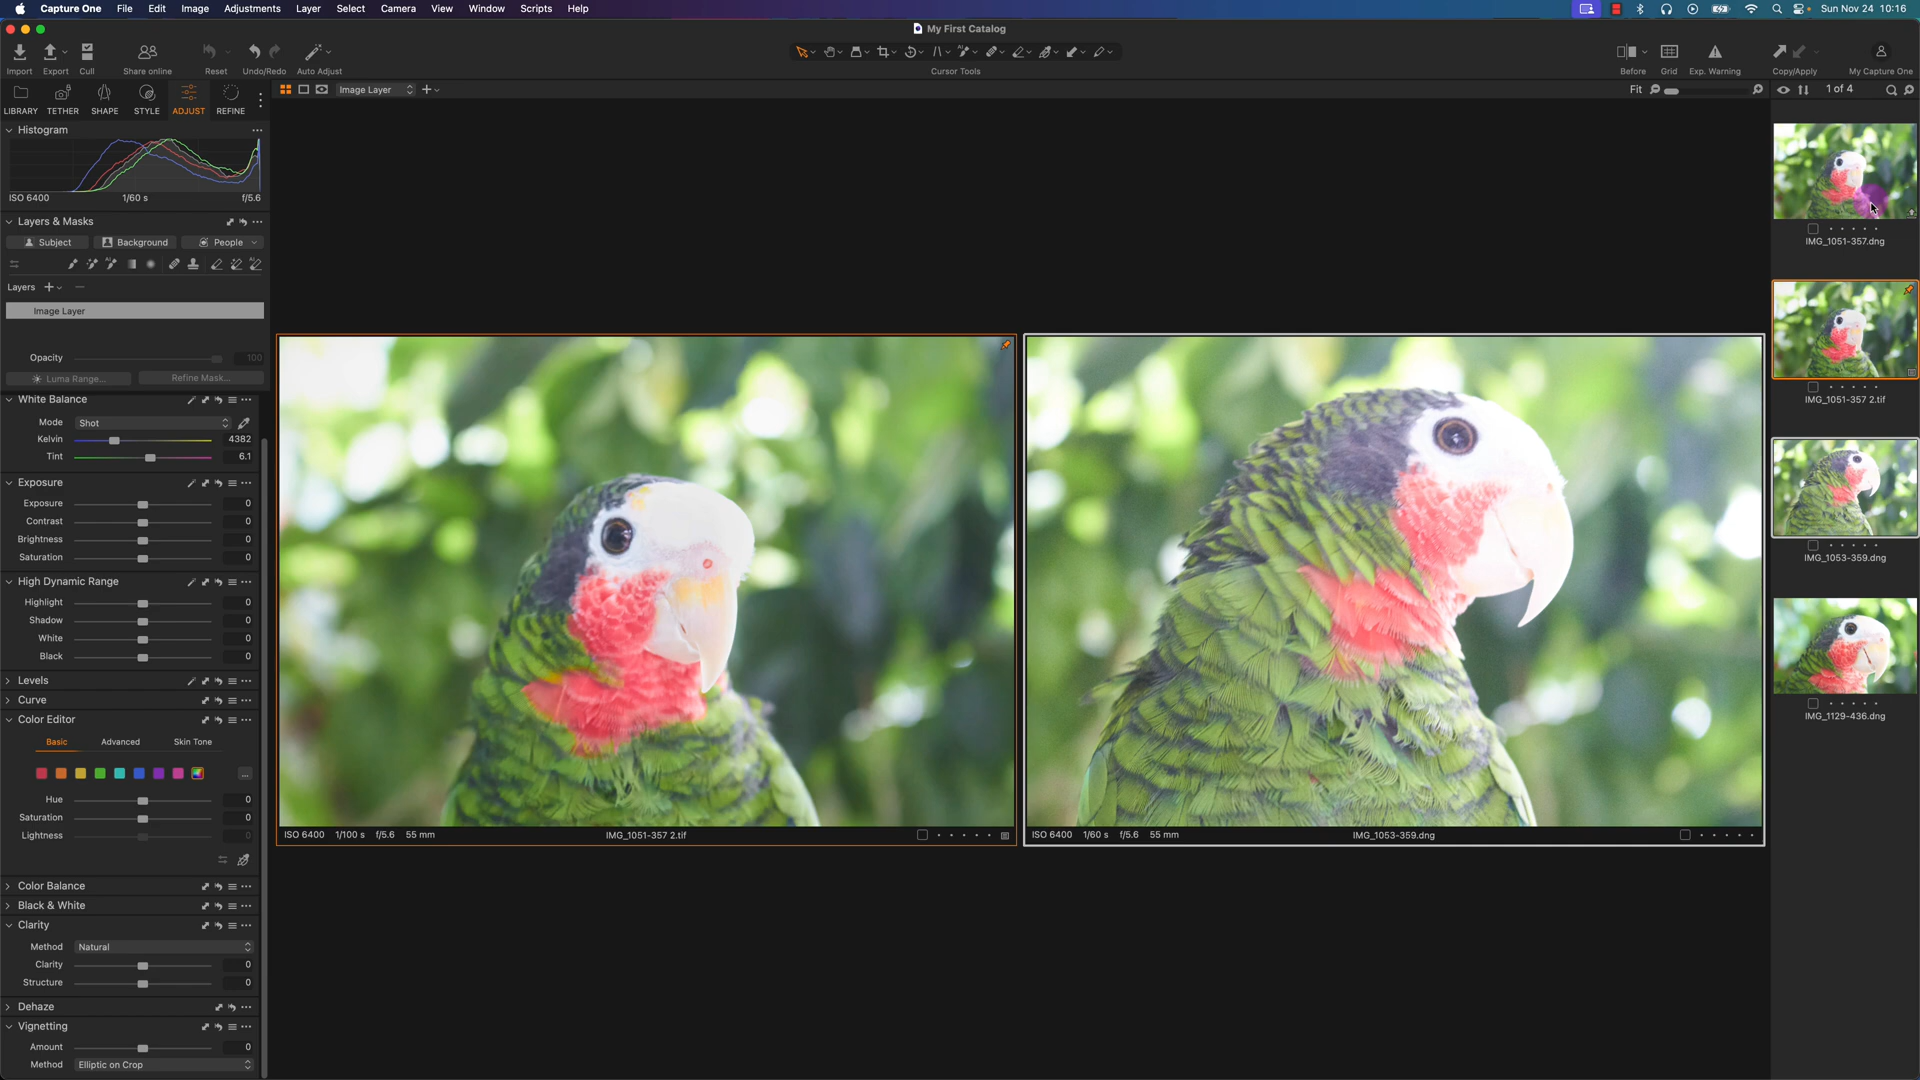 Capture One File Edit Image Adjustments Layer Select Camera View Window Scripts Help Sun Nov 24 10:16
My First Catalog
Import Export Cull Share online Reset Undo/Redo Auto Adjust Cursor Tools Before Grid Exp. Warning Copy/Apply My Capture One
LIBRARY TETHER SHAPE STYLE ADJUST REFINE
Image Layer
Fit
1 of 4
Histogram
ISO 6400 1/60 s f/5.6
Layers & Masks
Subject Background People
Layers
Image Layer
Opacity 100
Luma Range... Refine Mask...
White Balance
Mode Shot
Kelvin 4382
Tint 6.1
Exposure
Exposure 0
Contrast 0
Brightness 0
Saturation 0
High Dynamic Range
Highlight 0
Shadow 0
White 0
Black 0
Levels
Curve
Color Editor
Basic Advanced Skin Tone
...
Hue 0
Saturation 0
Lightness 0
Color Balance
Black & White
Clarity
Method Natural
Clarity 0
Structure 0
Dehaze
Vignetting
Amount 0
Method Elliptic on Crop
ISO 6400 1/100 s f/5.6 55 mm IMG_1051-357 2.tif
ISO 6400 1/60 s f/5.6 55 mm IMG_1053-359.dng
IMG_1051-357.dng
IMG_1051-357 2.tif
IMG_1053-359.dng
IMG_1129-436.dng